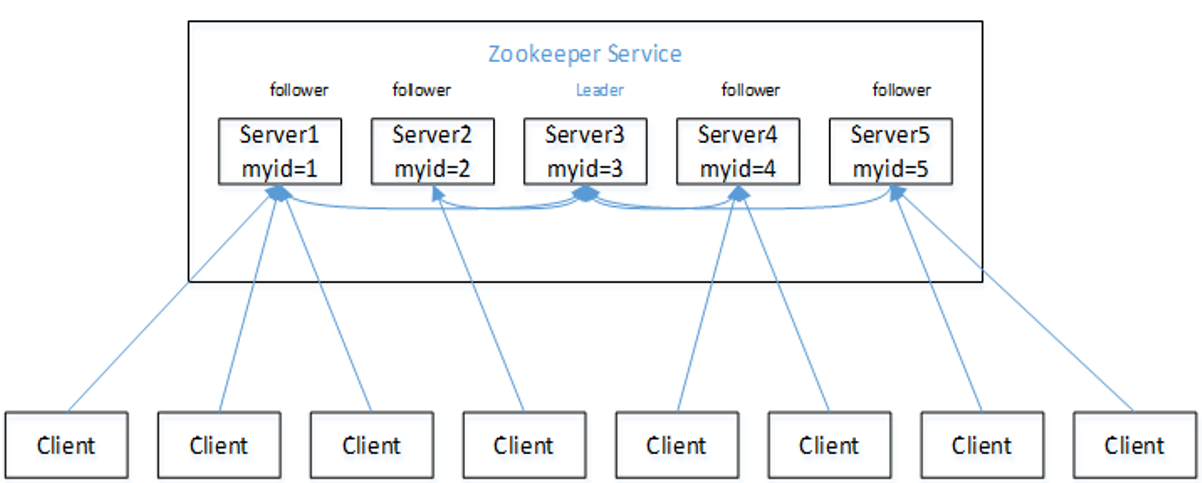 Zookeeper Service
follower follower Leader follower follower
Server1 Server2 Server3 Server4 Server5
myid=1 myid=2 myid=3 myid=4 myid=5
Client Client Client Client Client Client Client Client